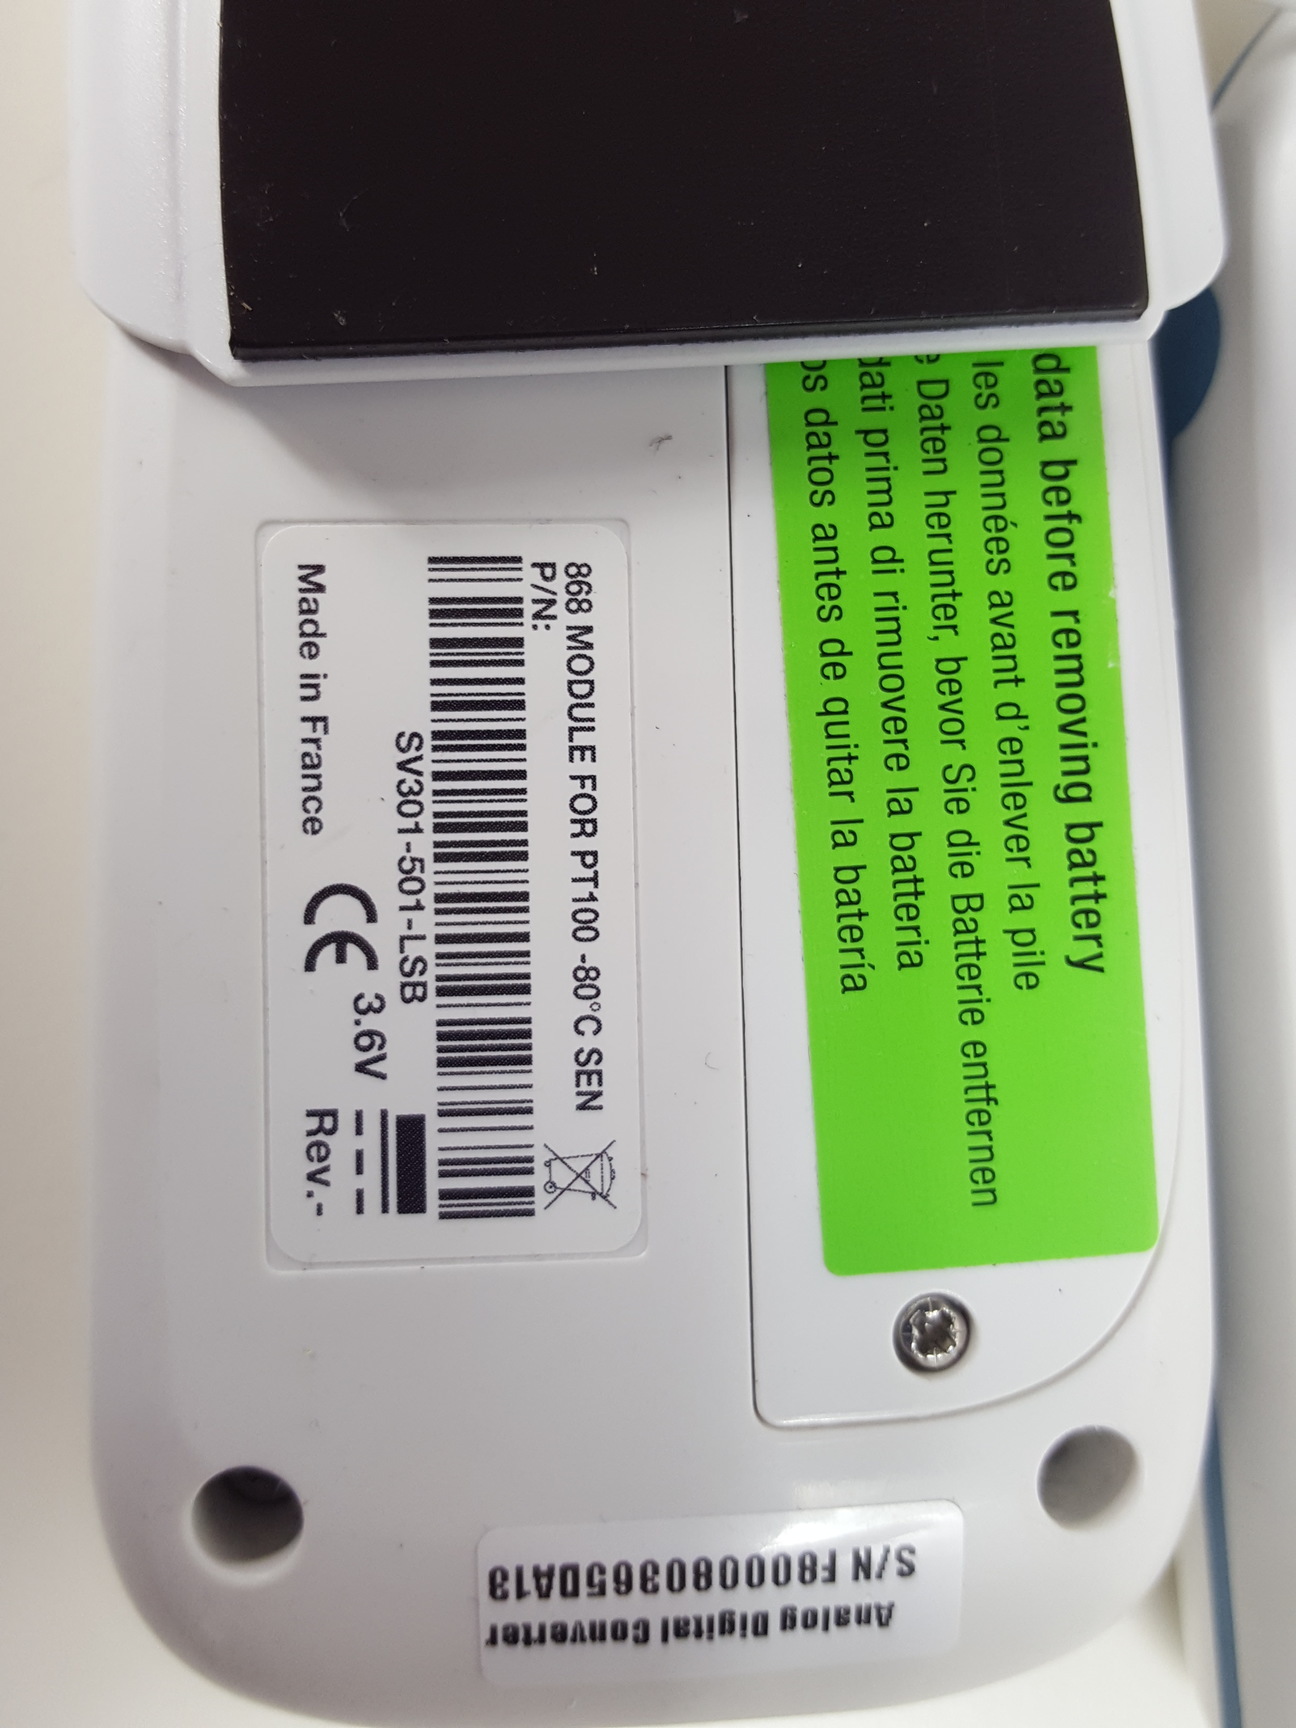 data before removing battery
les données avant d'enlever la pile
Daten herunter, bevor Sie die Batterie entfernen
dati prima di rimuovere la batteria
datos antes de quitar la batería
868 MODULE FOR PT100 -80°C SEN
P/N:
SV301-501-LSB
3.6V
Made in France CE Rev.-
Analog Digital Converter
S/N F800080365DA13